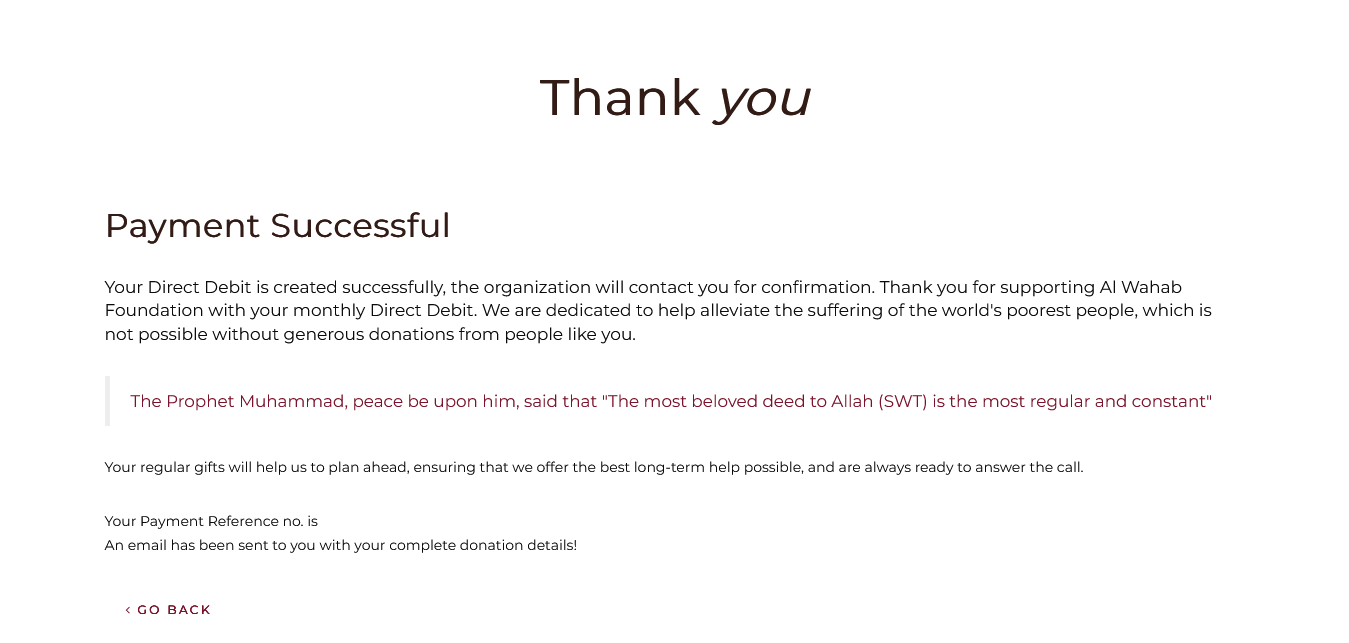 Thank you
Payment Successful
Your Direct Debit is created successfully, the organization will contact you for confirmation. Thank you for supporting Al Wahab
Foundation with your monthly Direct Debit. We are dedicated to help alleviate the suffering of the world's poorest people, which is
not possible without generous donations from people like you.
The Prophet Muhammad, peace be upon him, said that "The most beloved deed to Allah (SWT) is the most regular and constant"
Your regular gifts will help us to plan ahead, ensuring that we offer the best long-term help possible, and are always ready to answer the call.
Your Payment Reference no. is
An email has been sent to you with your complete donation details!
‹ GO BACK